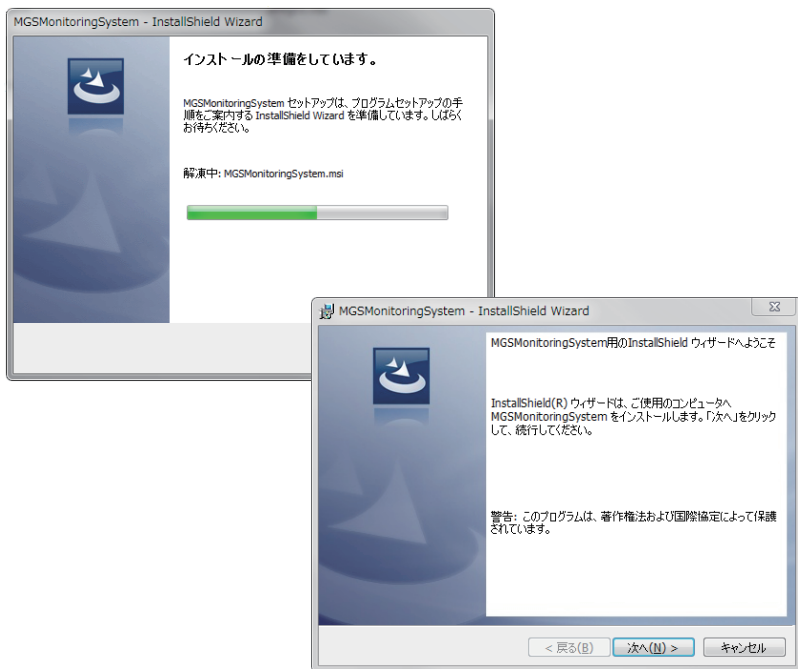 MGSMonitoringSystem - InstallShield Wizard
インストールの準備をしています。
MGSMonitoringSystem セットアップは、プログラムセットアップの手
順をご案内する InstallShield Wizard を準備しています。しばらく
お待ちください。
解凍中: MGSMonitoringSystem.msi
MGSMonitoringSystem - InstallShield Wizard
MGSMonitoringSystem用のInstallShield ウィザードへようこそ
InstallShield(R) ウィザードは、ご使用のコンピュータへ
MGSMonitoringSystem をインストールします。「次へ」をクリック
して、続行してください。
警告: このプログラムは、著作権法および国際協定によって保護
されています。
< 戻る(B)
次へ(N) >
キャンセル